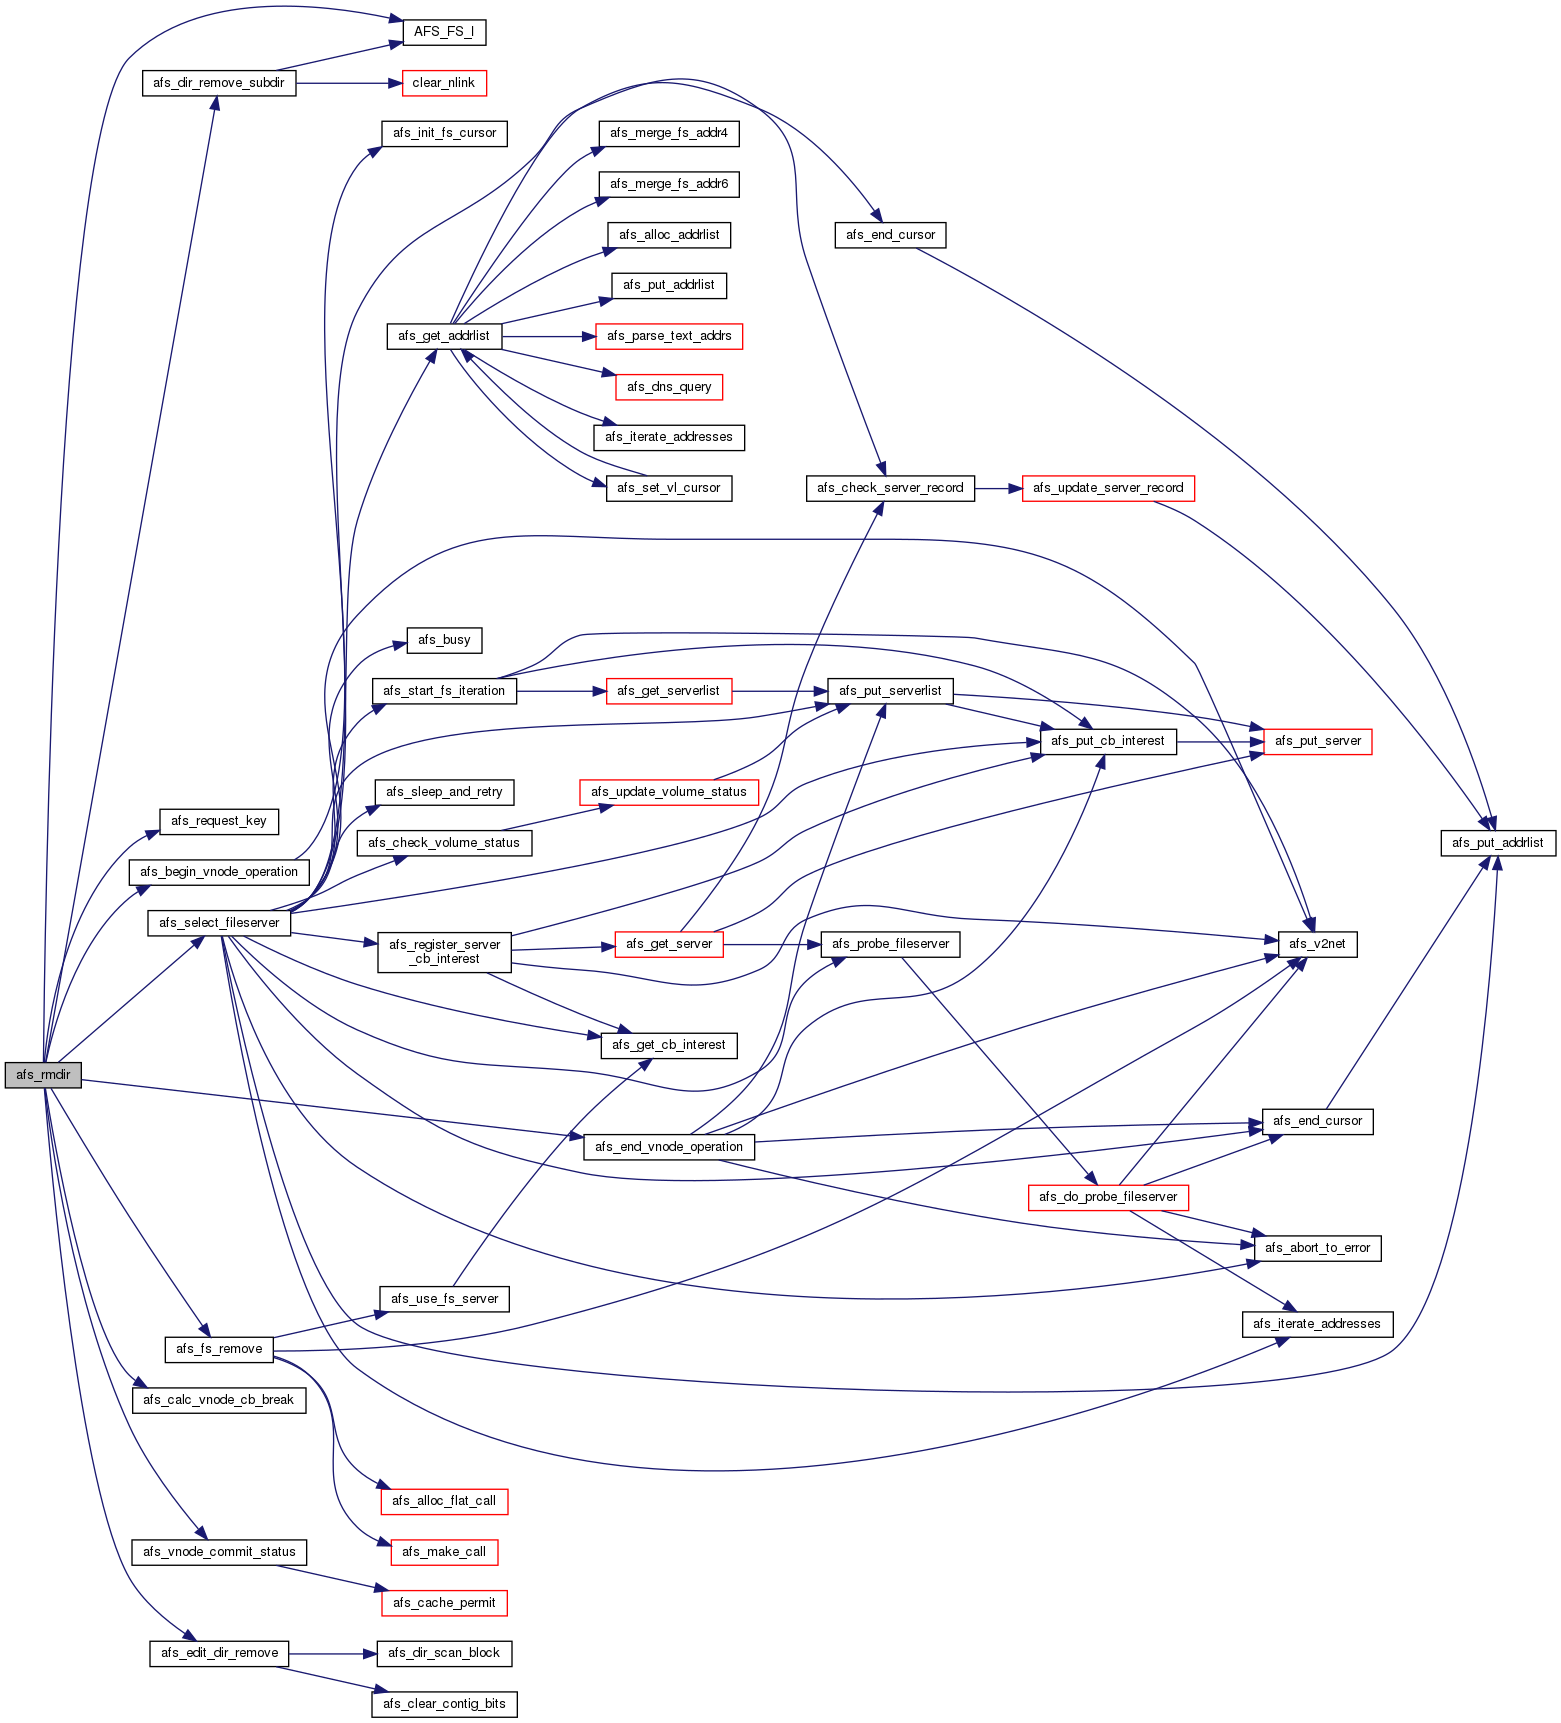 AFS_FS_I
afs_dir_remove_subdir
clear_nlink
afs_init_fs_cursor
afs_merge_fs_addr4
afs_merge_fs_addr6
afs_alloc_addrlist
afs_end_cursor
afs_put_addrlist
afs_get_addrlist
afs_parse_text_addrs
afs_dns_query
afs_iterate_addresses
afs_set_vl_cursor
afs_check_server_record
afs_update_server_record
afs_busy
afs_start_fs_iteration
afs_get_serverlist
afs_put_serverlist
afs_put_cb_interest
afs_put_server
afs_sleep_and_retry
afs_update_volume_status
afs_request_key
afs_check_volume_status
afs_put_addrlist
afs_begin_vnode_operation
afs_select_fileserver
afs_register_server
_cb_interest
afs_get_server
afs_probe_fileserver
afs_v2net
afs_get_cb_interest
afs_rmdir
afs_end_vnode_operation
afs_end_cursor
afs_do_probe_fileserver
afs_abort_to_error
afs_use_fs_server
afs_iterate_addresses
afs_fs_remove
afs_calc_vnode_cb_break
afs_alloc_flat_call
afs_vnode_commit_status
afs_make_call
afs_cache_permit
afs_edit_dir_remove
afs_dir_scan_block
afs_clear_contig_bits